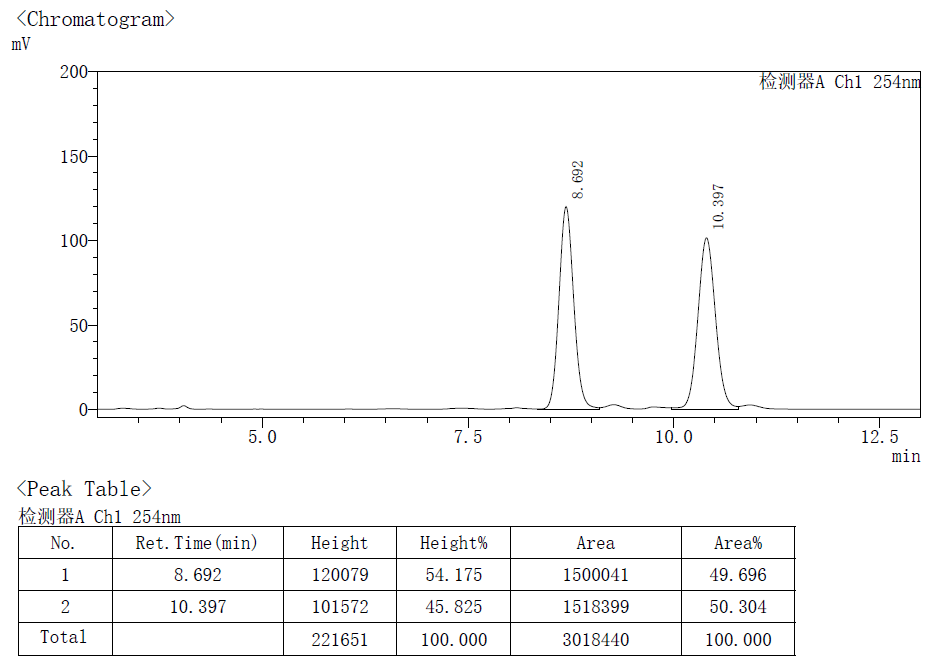 <Chromatogram>
mV
200
检测器A Ch1 254nm
8.692
150
10.397
100
50
0
5.0 7.5 10.0 12.5
min
<Peak Table>
检测器A Ch1 254nm
No. Ret.Time(min) Height Height% Area Area%
1 8.692 120079 54.175 1500041 49.696
2 10.397 101572 45.825 1518399 50.304
Total 221651 100.000 3018440 100.000